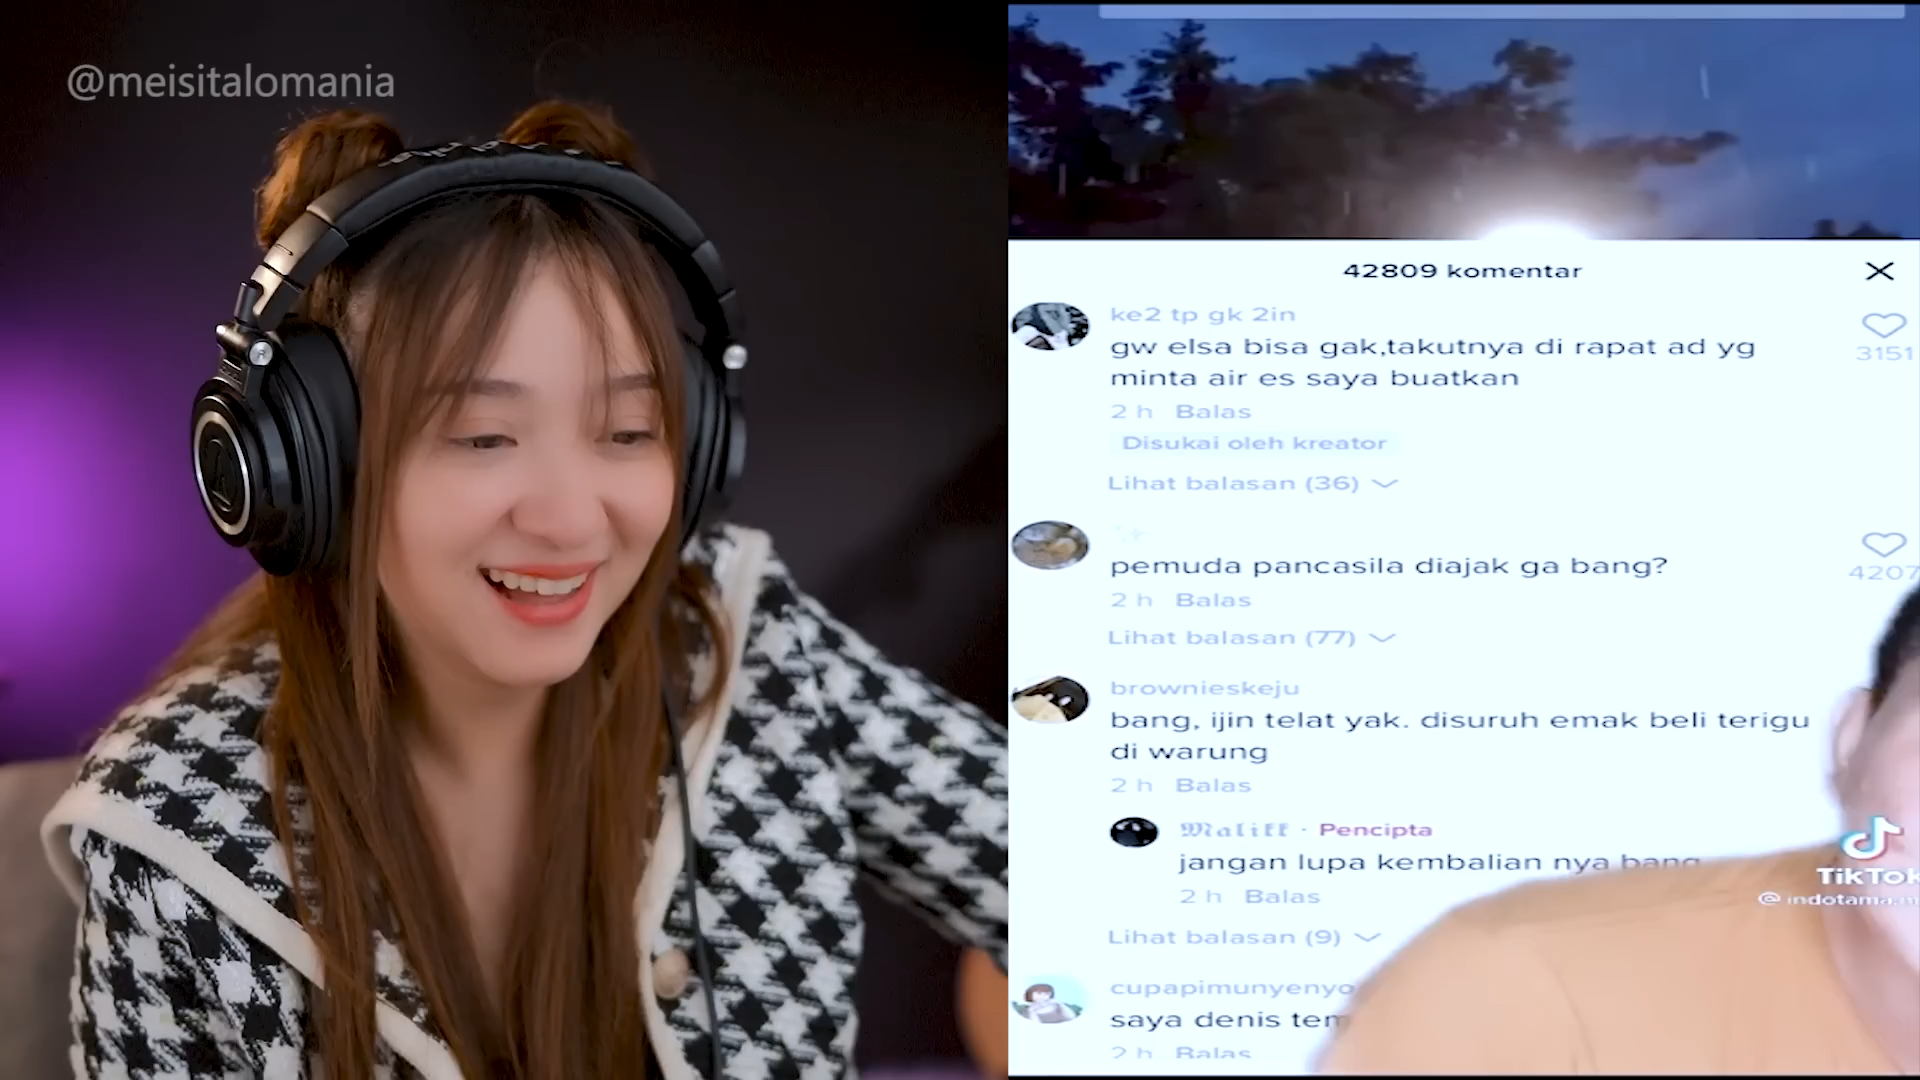 @meisitalomania
42809 komentar
ke2 tp gk 2in
gw elsa bisa gak,takutnya di rapat ad yg
minta air es saya buatkan
3151
2 h Balas
Disukai oleh kreator
Lihat balasan (36)
pemuda pancasila diajak ga bang?
4207
2 h Balas
Lihat balasan (77)
brownieskeju
bang, ijin telat yak. disuruh emak beli terigu
di warung
2 h Balas
Maliff · Pencipta
jangan lupa kembalian nya bang
2 h Balas
Lihat balasan (9)
cupapimunyenyo
saya denis tem
2 h Balas
TikTok
@indotama.m